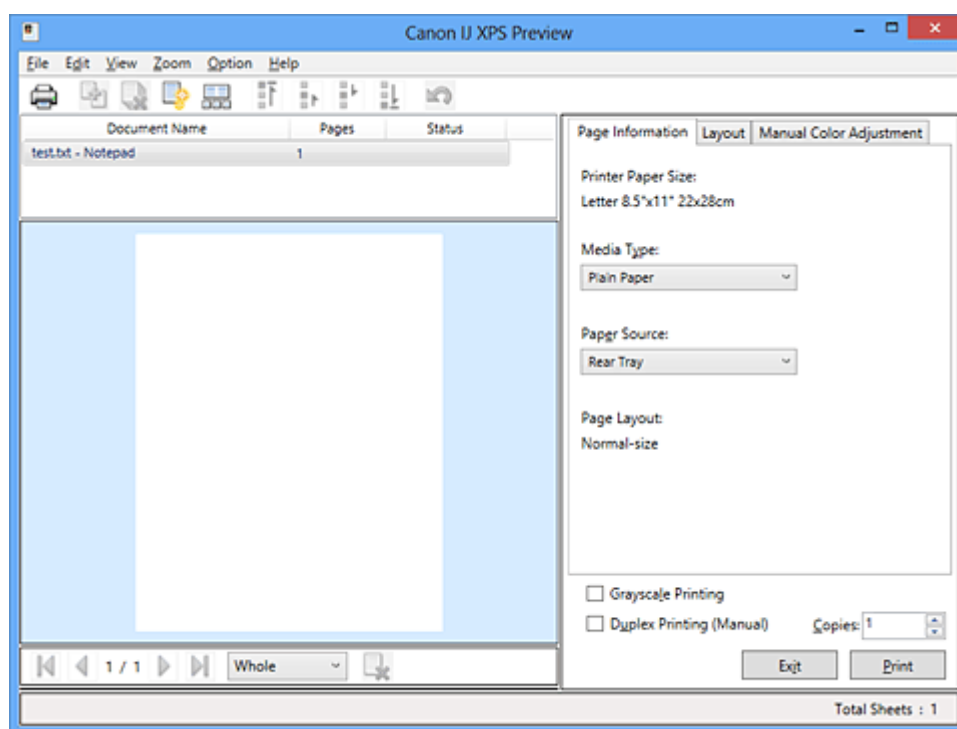 Canon IJ XPS Preview
File Edit View Zoom Option Help
Document Name Pages Status
test.txt - Notepad 1
Page Information Layout Manual Color Adjustment
Printer Paper Size:
Letter 8.5"x11" 22x28cm
Media Type:
Plain Paper
Paper Source:
Rear Tray
Page Layout:
Normal-size
Grayscale Printing
Duplex Printing (Manual) Copies: 1
1 / 1 Whole
Exit Print
Total Sheets : 1